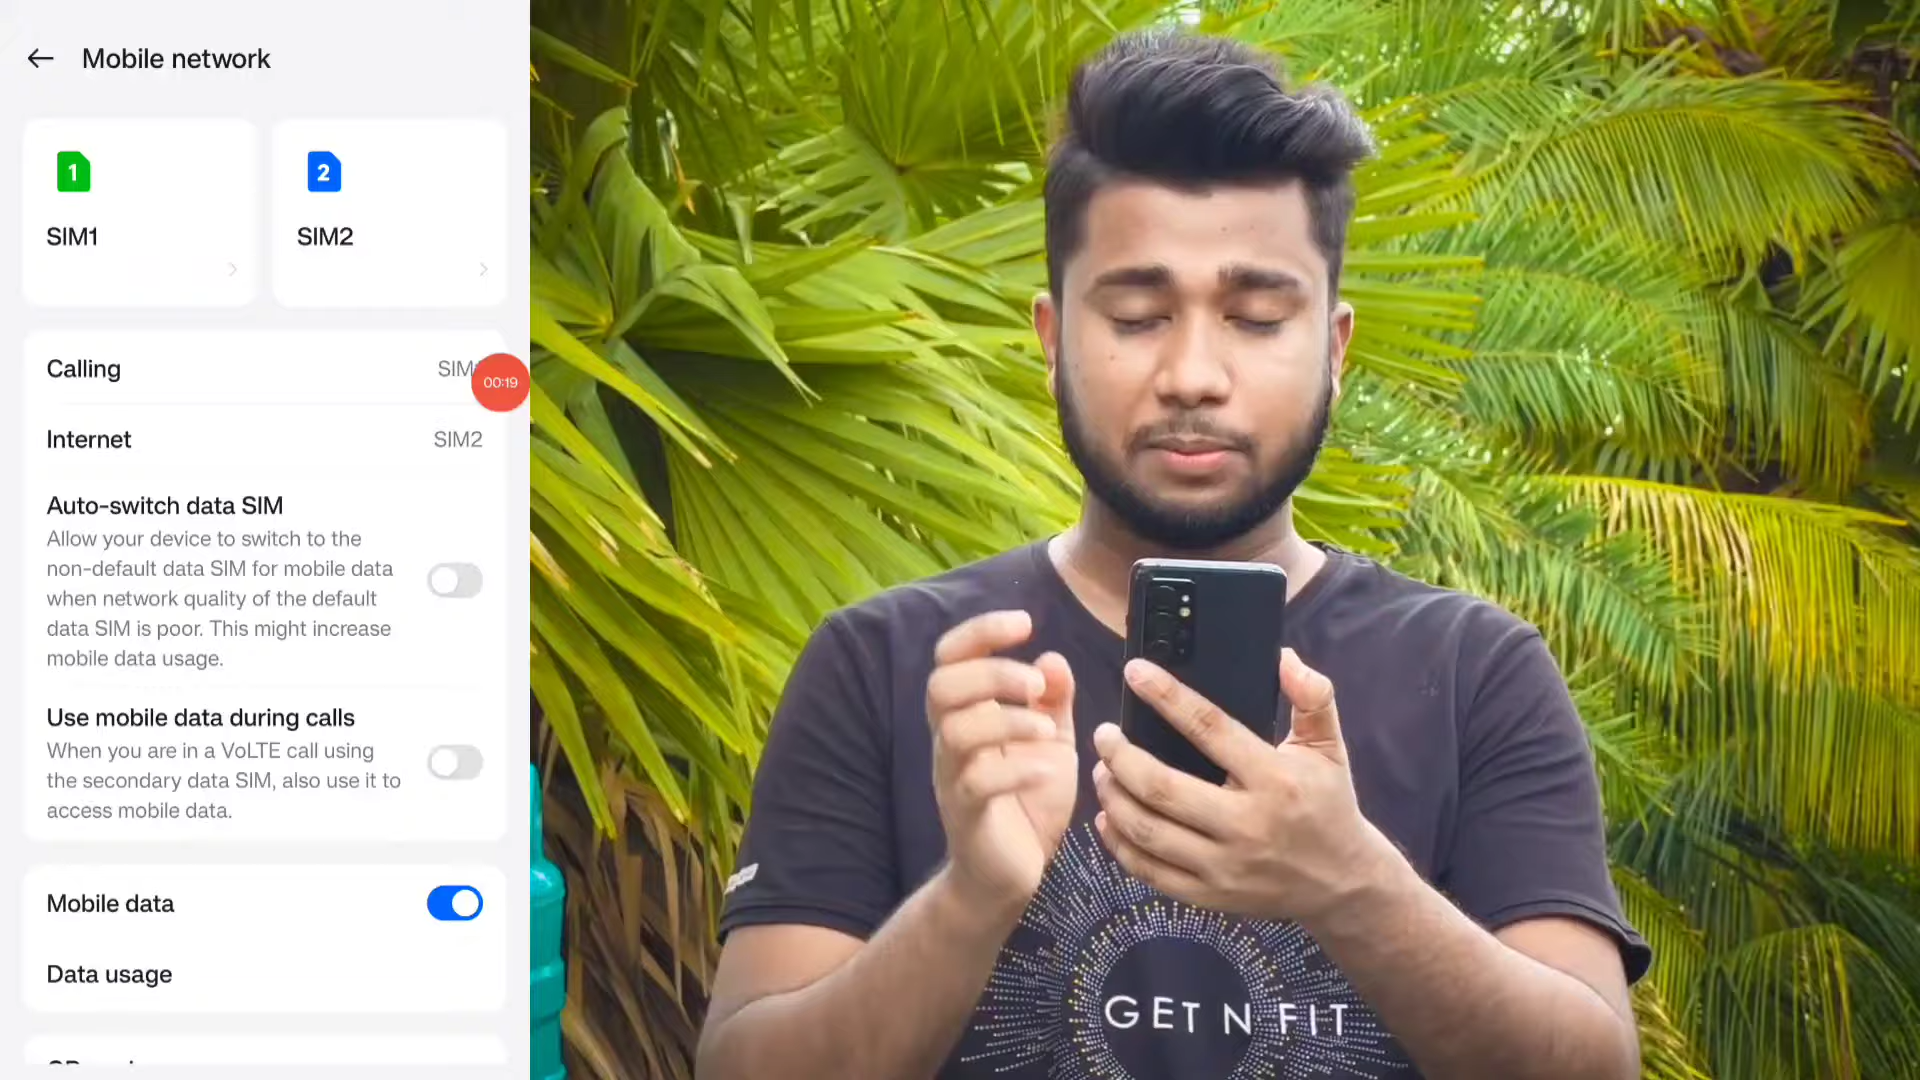 Mobile network
1
2
SIM1
SIM2
Calling
SIM
00:19
Internet
SIM2
Auto-switch data SIM
Allow your device to switch to the
non-default data SIM for mobile data
when network quality of the default
data SIM is poor. This might increase
mobile data usage.
Use mobile data during calls
When you are in a VoLTE call using
the secondary data SIM, also use it to
access mobile data.
Mobile data
Data usage
GET N FIT